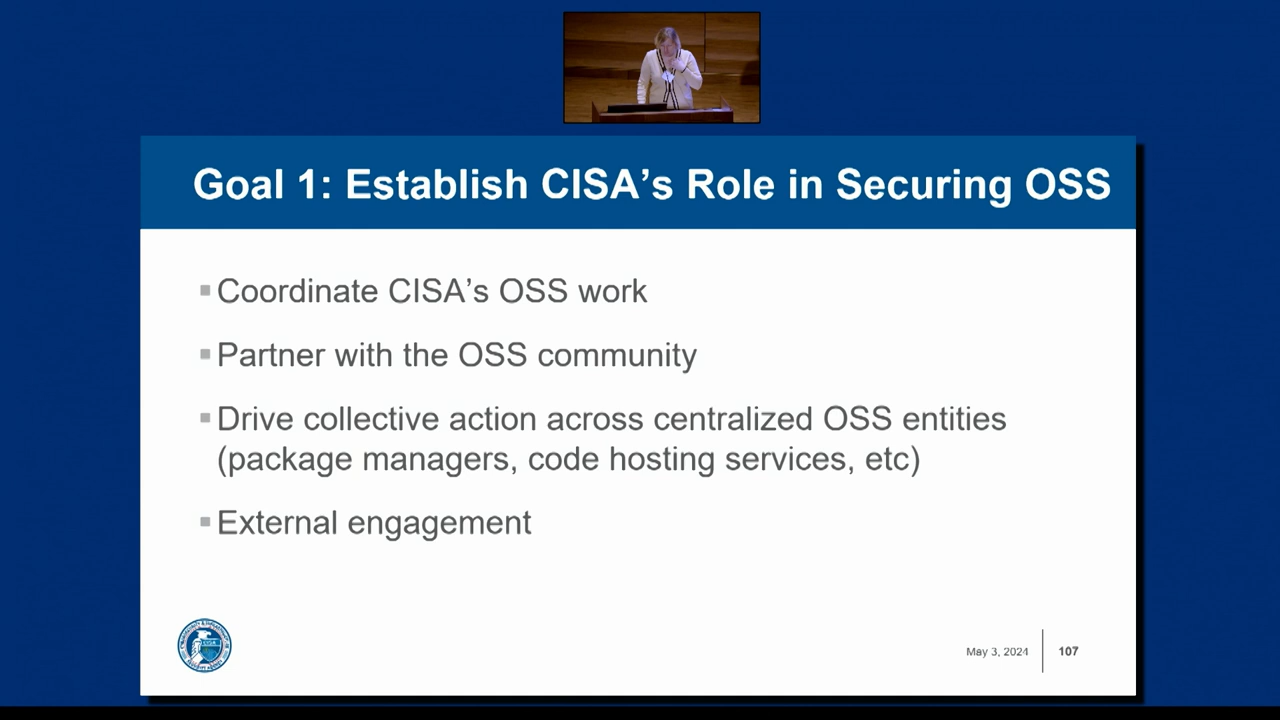 Goal 1: Establish CISA's Role in Securing OSS
▪Coordinate CISA's OSS work
▪Partner with the OSS community
▪Drive collective action across centralized OSS entities
(package managers, code hosting services, etc)
▪External engagement
CISA
May 3, 2024
107